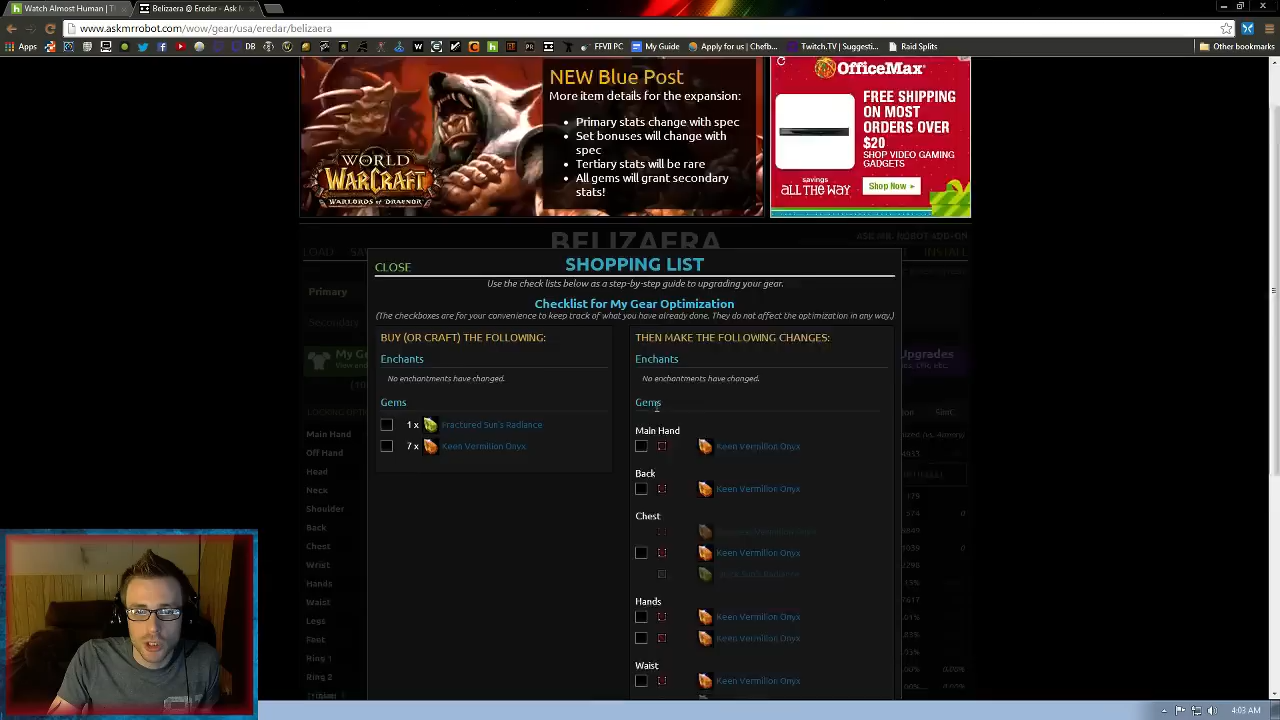 Watch Almost Human | T
Belizaera @ Eredar - Ask M
www.askmrrobot.com/wow/gear/usa/eredar/belizaera
Apps
FFVII PC
My Guide
Apply for us | Chefb...
Twitch.TV | Suggesti...
Raid Splits
Other bookmarks
NEW Blue Post
More item details for the expansion:
• Primary stats change with spec
• Set bonuses will change with
spec
• Tertiary stats will be rare
• All gems will grant secondary
stats!
WORLD
WARCRAFT
WARLORDS OF DRAENOR
OfficeMax
FREE SHIPPING
ON MOST
ORDERS OVER
$20
SHOP VIDEO GAMING
GADGETS
savings
ALL THE WAY
Shop Now
BELIZAERA
ASK MR. ROBOT ADD-ON
LOAD
INSTALL
CLOSE
SHOPPING LIST
Use the check lists below as a step-by-step guide to upgrading your gear.
Checklist for My Gear Optimization
(The checkboxes are for your convenience to keep track of what you have already done. They do not affect the optimization in any way.)
BUY (OR CRAFT) THE FOLLOWING:
Enchants
No enchantments have changed.
Gems
1 x Fractured Sun's Radiance
7 x Keen Vermilion Onyx
THEN MAKE THE FOLLOWING CHANGES:
Enchants
No enchantments have changed.
Gems
Main Hand
Keen Vermilion Onyx
Back
Keen Vermilion Onyx
Chest
Keen Vermilion Onyx
Hands
Keen Vermilion Onyx
Keen Vermilion Onyx
Waist
Keen Vermilion Onyx
Primary
Secondary
My G
Upgrades
Main Hand
Off Hand
Head
Neck
Shoulder
Back
Chest
Wrist
Hands
Waist
Legs
Feet
Ring 1
Ring 2
4:03 AM